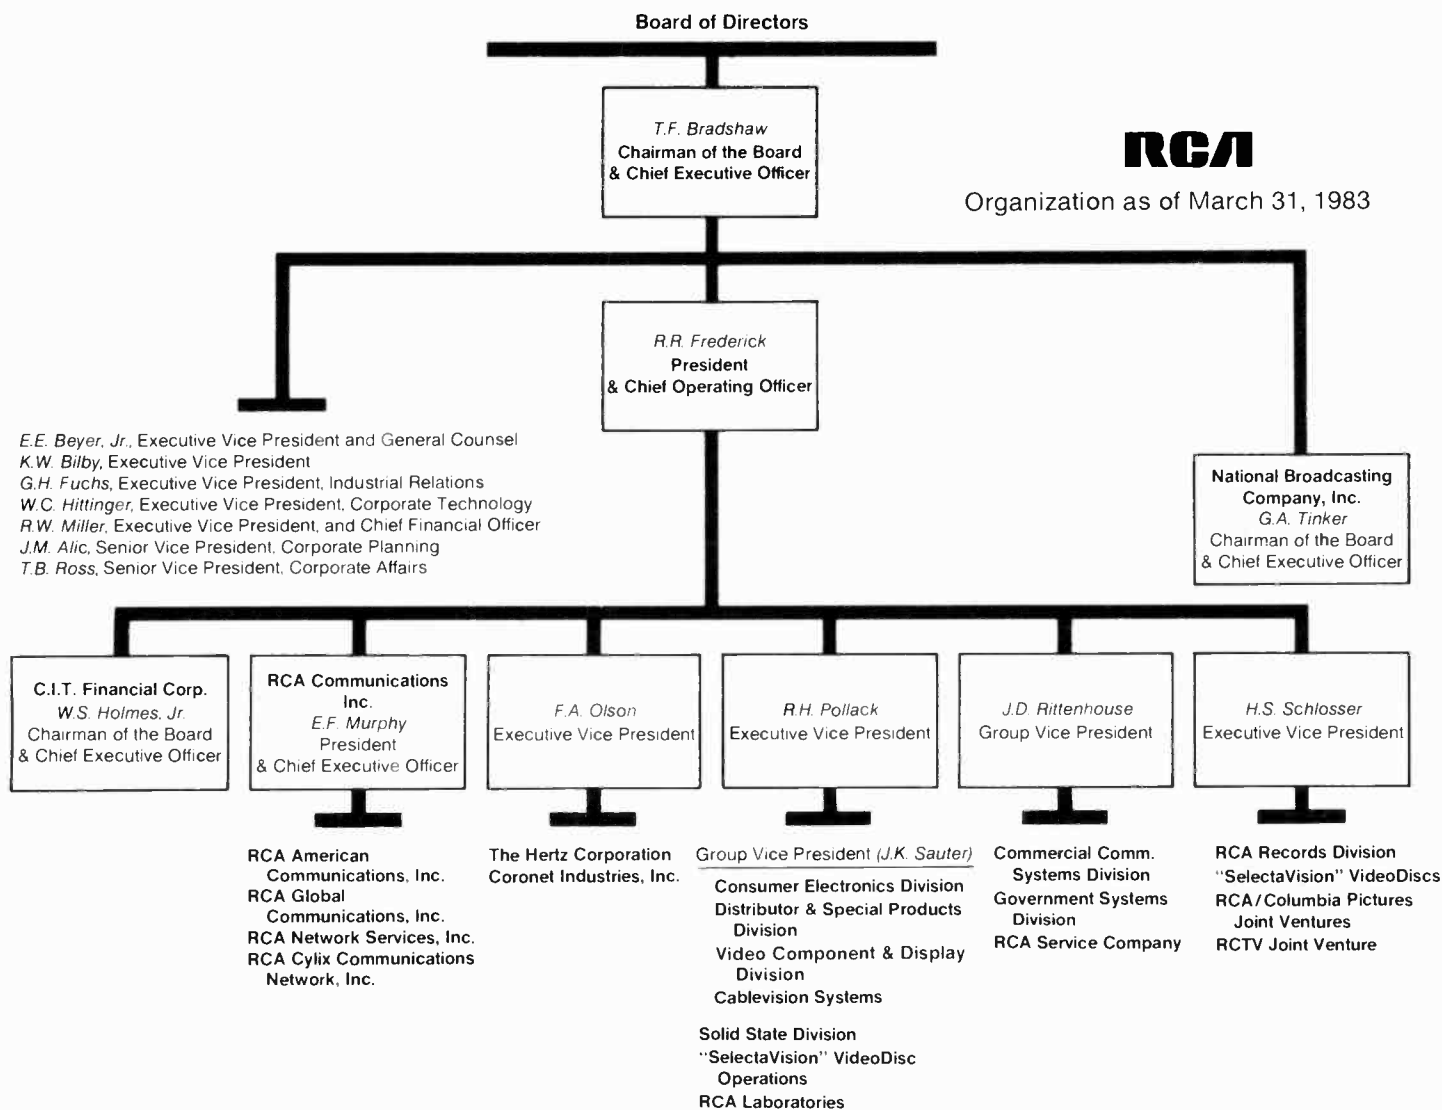 Board of Directors
T.F. Bradshaw
Chairman of the Board
& Chief Executive Officer
RCA
Organization as of March 31, 1983
R.R. Frederick
President
& Chief Operating Officer
E.E. Beyer, Jr., Executive Vice President and General Counsel
K.W. Bilby, Executive Vice President
G.H. Fuchs, Executive Vice President, Industrial Relations
W.C. Hittinger, Executive Vice President, Corporate Technology
R.W. Miller, Executive Vice President, and Chief Financial Officer
J.M. Alic, Senior Vice President, Corporate Planning
T.B. Ross, Senior Vice President, Corporate Affairs
National Broadcasting
Company, Inc.
G.A. Tinker
Chairman of the Board
& Chief Executive Officer
C.I.T. Financial Corp.
W.S. Holmes, Jr.
Chairman of the Board
& Chief Executive Officer
RCA Communications
Inc.
E.F. Murphy
President
& Chief Executive Officer
F.A. Olson
Executive Vice President
R.H. Pollack
Executive Vice President
J.D. Rittenhouse
Group Vice President
H.S. Schlosser
Executive Vice President
RCA American
Communications, Inc.
RCA Global
Communications, Inc.
RCA Network Services, Inc.
RCA Cylix Communications
Network, Inc.
The Hertz Corporation
Coronet Industries, Inc.
Group Vice President (J.K. Sauter)
Consumer Electronics Division
Distributor & Special Products
Division
Video Component & Display
Division
Cablevision Systems
Solid State Division
"SelectaVision" VideoDisc
Operations
RCA Laboratories
Commercial Comm.
Systems Division
Government Systems
Division
RCA Service Company
RCA Records Division
"SelectaVision" VideoDiscs
RCA/Columbia Pictures
Joint Ventures
RCTV Joint Venture